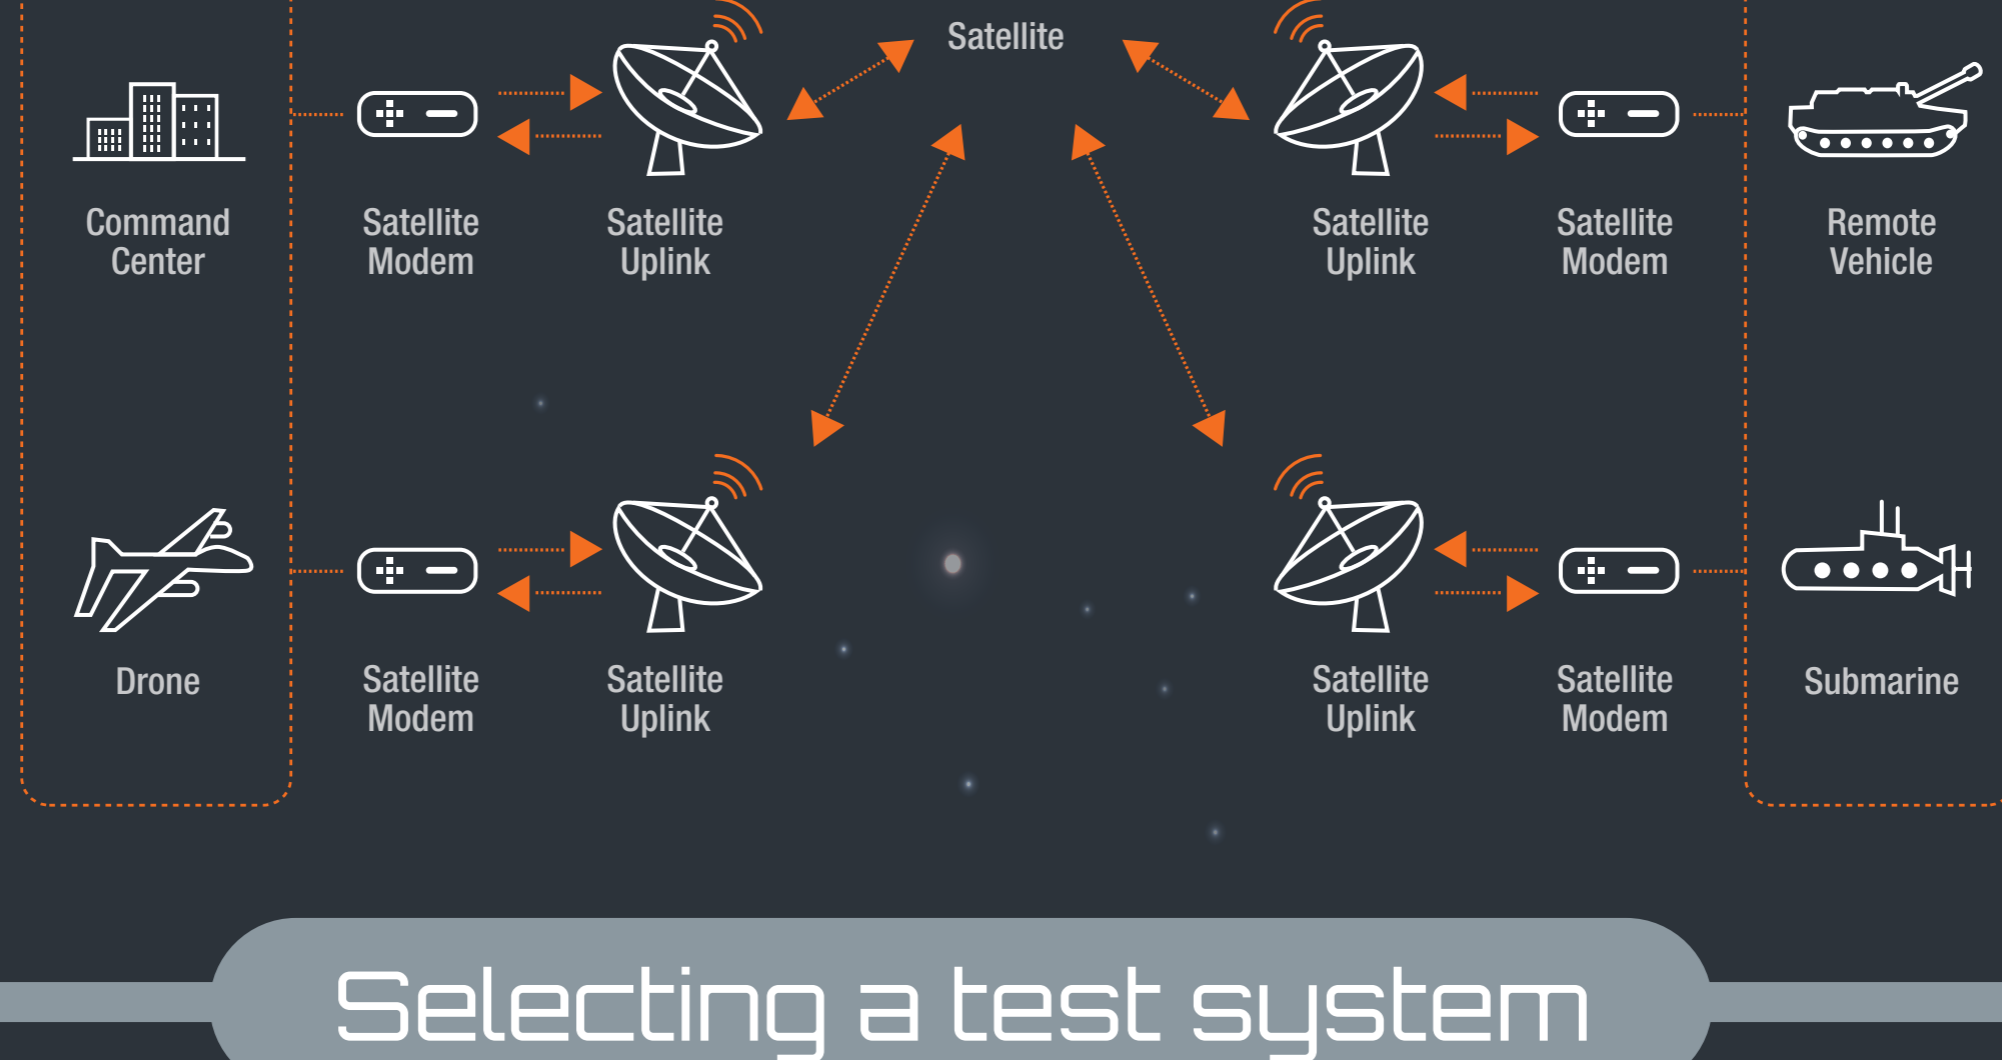 Satellite
Command
Center
Satellite
Modem
Satellite
Uplink
Satellite
Uplink
Satellite
Modem
Remote
Vehicle
Drone
Satellite
Modem
Satellite
Uplink
Satellite
Uplink
Satellite
Modem
Submarine
Selecting a test system